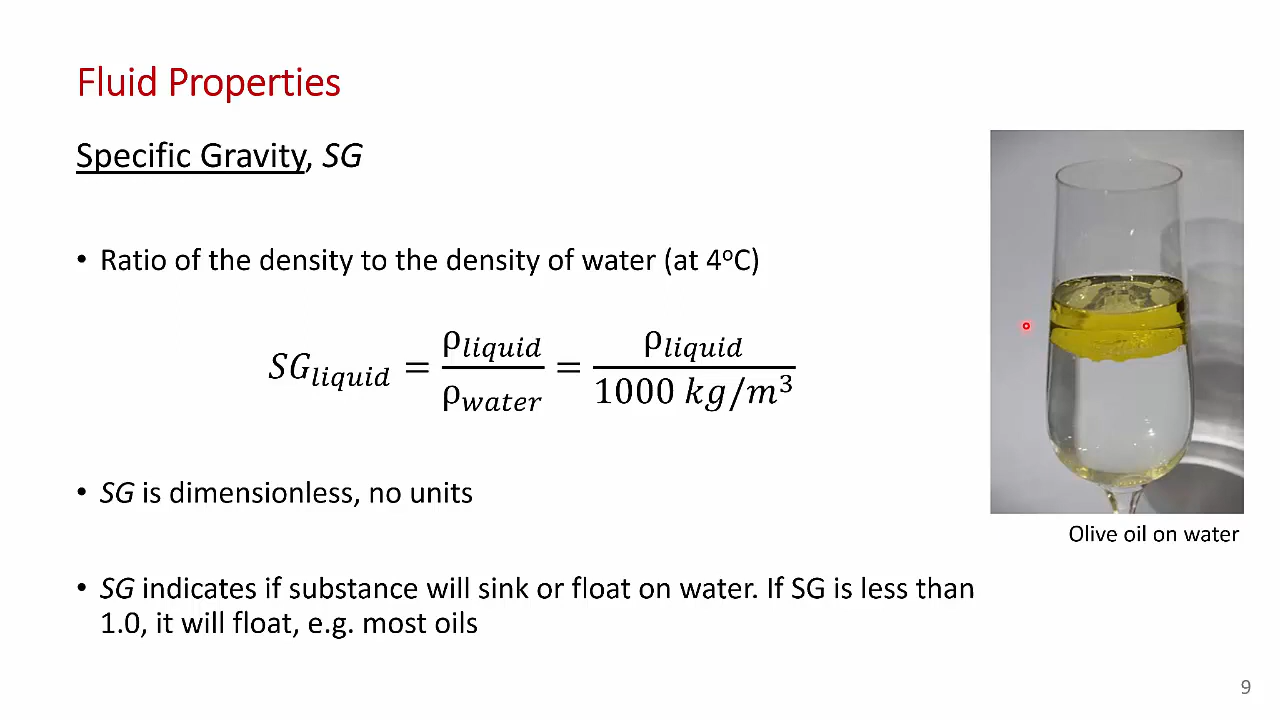 Fluid Properties
Specific Gravity, SG
• Ratio of the density to the density of water (at 4ºC)
SG_liquid = ρ_liquid / ρ_water = ρ_liquid / 1000 kg/m³
• SG is dimensionless, no units
Olive oil on water
• SG indicates if substance will sink or float on water. If SG is less than
1.0, it will float, e.g. most oils
9